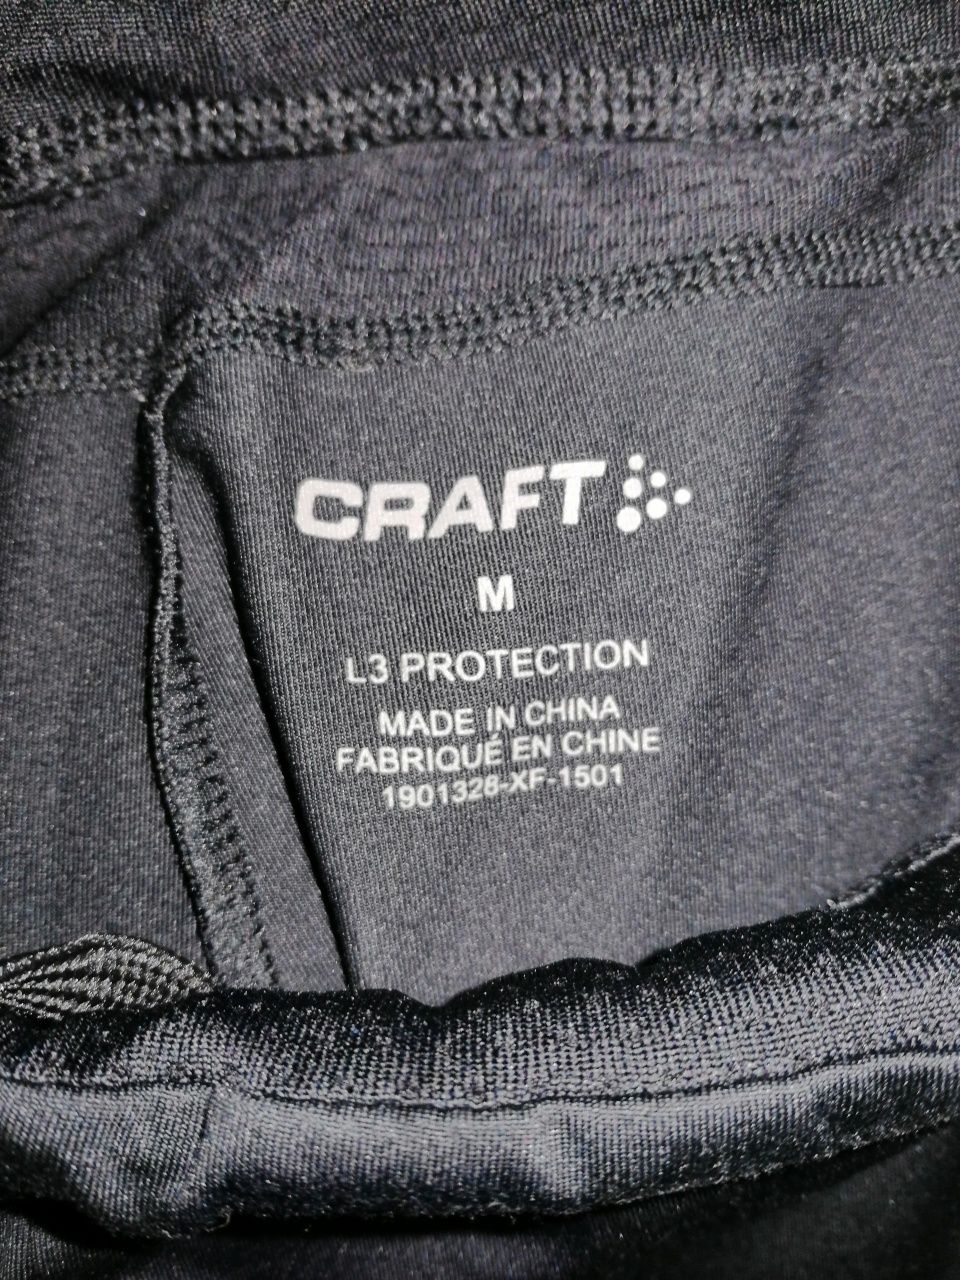 CRAFT
M
L3 PROTECTION
MADE IN CHINA
FABRIQUÉ EN CHINE
1901328-XF-1501